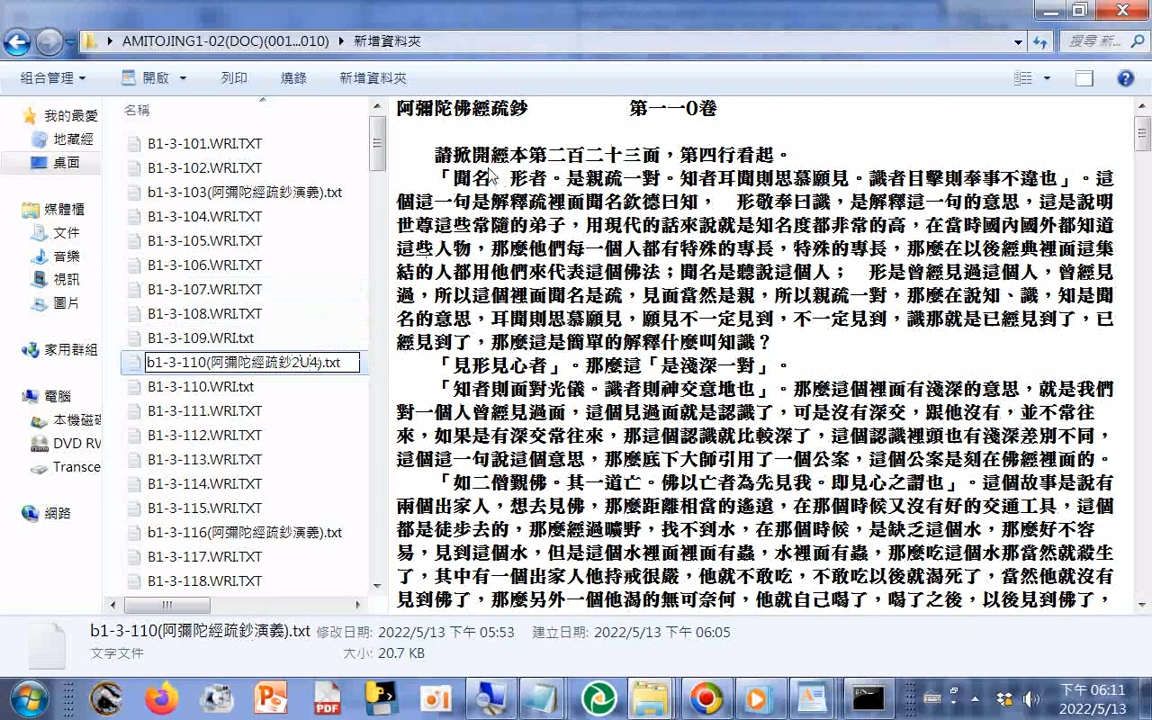 AMITOJING1-02(DOC)(001...010) 新增資料夾
搜尋 新...
組合管理 開啟 列印 燒錄 新增資料夾
我的最愛
地藏經
桌面
媒體櫃
文件
音樂
視訊
圖片
家用群組
電腦
本機磁碟
DVD RW
Transce
網路
名稱
B1-3-101.WRI.TXT
B1-3-102.WRI.TXT
b1-3-103(阿彌陀經疏鈔演義).txt
B1-3-104.WRI.TXT
B1-3-105.WRI.TXT
B1-3-106.WRI.TXT
B1-3-107.WRI.TXT
B1-3-108.WRI.TXT
B1-3-109.WRI.txt
b1-3-110(阿彌陀經疏鈔2U4).txt
B1-3-110.WRI.txt
B1-3-111.WRI.TXT
B1-3-112.WRI.TXT
B1-3-113.WRI.TXT
B1-3-114.WRI.TXT
B1-3-115.WRI.TXT
b1-3-116(阿彌陀經疏鈔演義).txt
B1-3-117.WRI.TXT
B1-3-118.WRI.TXT
阿彌陀佛經疏鈔 第一一0卷
請掀開經本第二百二十三面，第四行看起。
「聞名 形者。是親疏一對。知者耳聞則思慕願見。識者目擊則奉事不違也」。這
個這一句是解釋疏裡面聞名欽德曰知， 形敬奉曰識，是解釋這一句的意思，這是說明
世尊這些常隨的弟子，用現代的話來說就是知名度都非常的高，在當時國內國外都知道
這些人物，那麼他們每一個人都有特殊的專長，特殊的專長，那麼在以後經典裡面這集
結的人都用他們來代表這個佛法；聞名是聽說這個人； 形是曾經見過這個人，曾經見
過，所以這個裡面聞名是疏，見面當然是親，所以親疏一對，那麼在說知、識，知是聞
名的意思，耳聞則思慕願見，願見不一定見到，不一定見到，識那就是已經見到了，已
經見到了，那麼這是簡單的解釋什麼叫知識？
「見形見心者」。那麼這「是淺深一對」。
「知者則面對光儀。識者則神交意地也」。那麼這個裡面有淺深的意思，就是我們
對一個人曾經見過面，這個見過面就是認識了，可是沒有深交，跟他沒有，並不常往
來，如果是有深交常往來，那這個認識就比較深了，這個認識裡頭也有淺深差別不同，
這個這一句說這個意思，那麼底下大師引用了一個公案，這個公案是刻在佛經裡面的。
「如二僧觀佛。其一道亡。佛以亡者為先見我。即見心之謂也」。這個故事是說有
兩個出家人，想去見佛，那麼距離相當的遙遠，在那個時候又沒有好的交通工具，這個
都是徒步去的，那麼經過曠野，找不到水，在那個時候，是缺乏這個水，那麼好不容
易，見到這個水，但是這個水裡面裡面有蟲，水裡面有蟲，那麼吃這個水那當然就殺生
了，其中有一個出家人他持戒很嚴，他就不敢吃，不敢吃以後就渴死了，當然他就沒有
見到佛了，那麼另外一個他渴的無可奈何，他就自己喝了，喝了之後，以後見到佛了，
b1-3-110(阿彌陀經疏鈔演義).txt 修改日期: 2022/5/13 下午 05:53 建立日期: 2022/5/13 下午 06:05
文字文件 大小: 20.7 KB
PDF
下午 06:11
2022/5/13